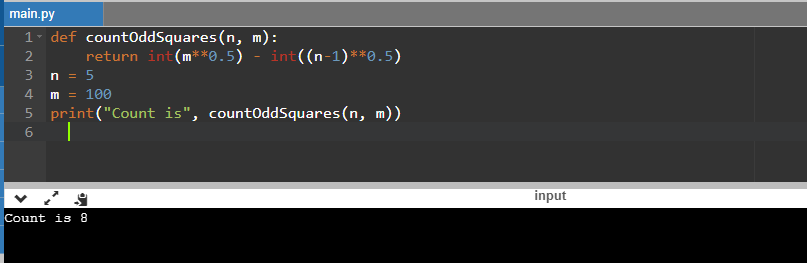 main.py
1 def countOddSquares(n, m):
2     return int(m**0.5) - int((n-1)**0.5)
3 n = 5
4 m = 100
5 print("Count is", countOddSquares(n, m))
6
input
Count is 8